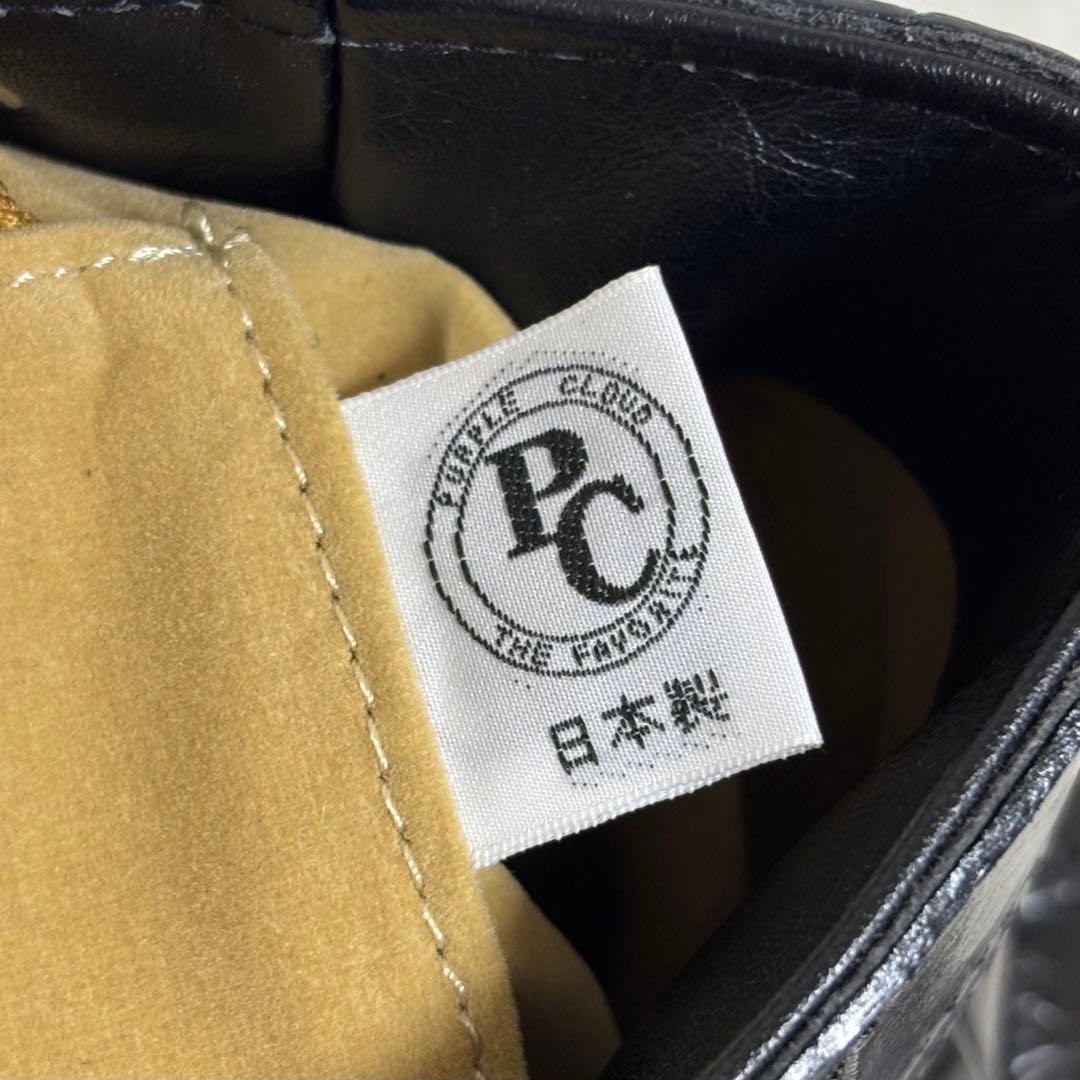 PURPLE CLOUD
PC
THE FAVORITE
日本製